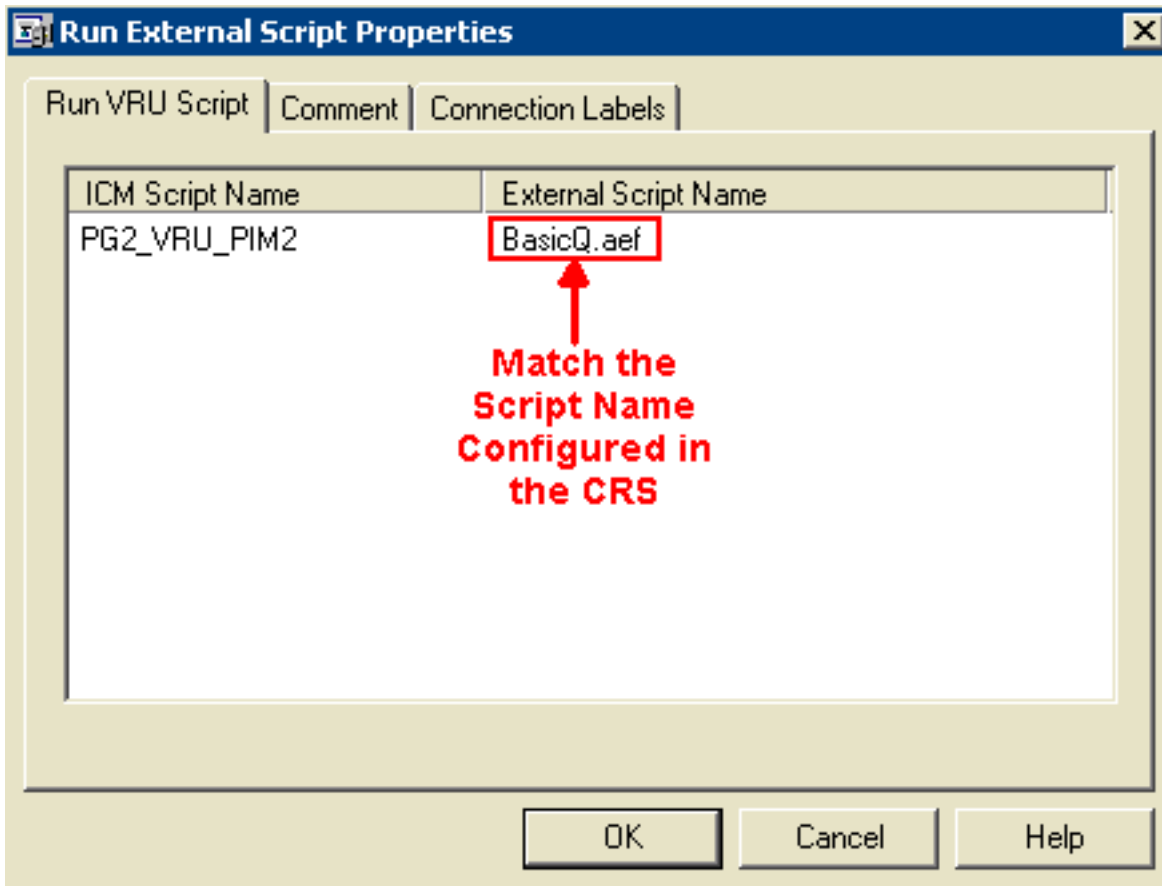 Run External Script Properties
Run VRU Script Comment Connection Labels
ICM Script Name External Script Name
PG2_VRU_PIM2 BasicQ.aef
Match the
Script Name
Configured in
the CRS
OK Cancel Help